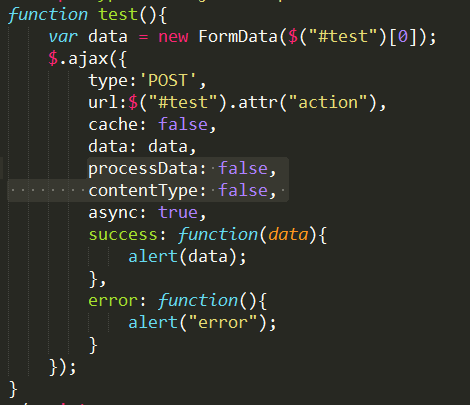 function test(){
    var data = new FormData($("#test")[0]);
    $.ajax({
        type:'POST',
        url:$("#test").attr("action"),
        cache: false,
        data: data,
        processData: false,
        contentType: false,
        async: true,
        success: function(data){
            alert(data);
        },
        error: function(){
            alert("error");
        }
    });
}